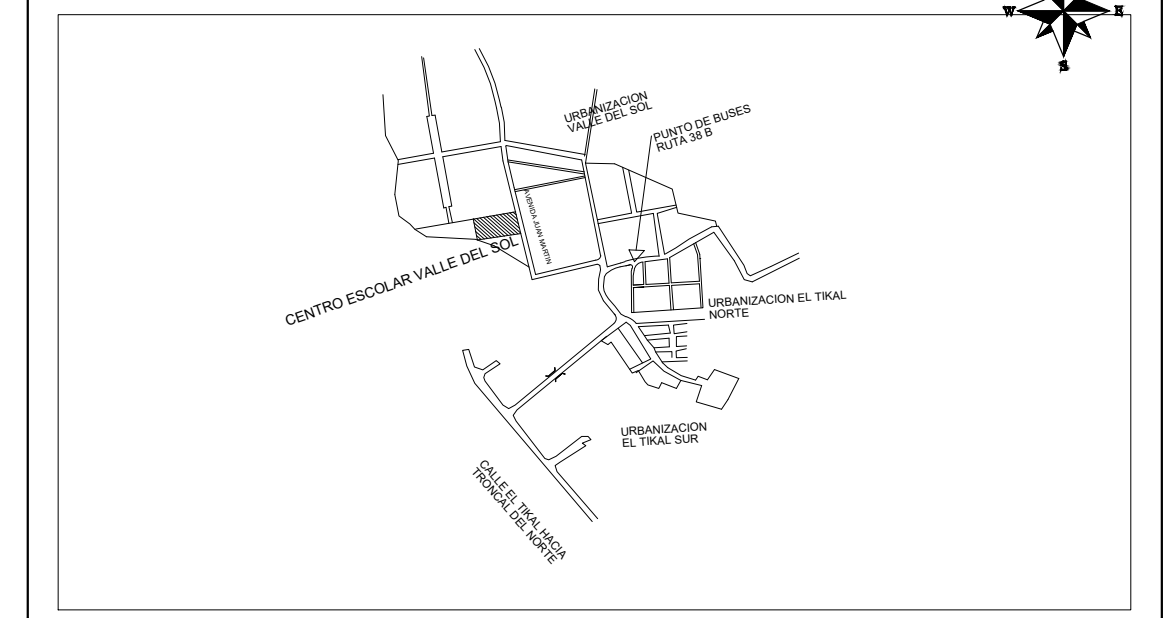 W
E
S
URBANIZACION
VALLE DEL SOL
PUNTO DE BUSES
RUTA 38 B
AVENIDA JUAN MARTIN
CENTRO ESCOLAR VALLE DEL SOL
URBANIZACION EL TIKAL
NORTE
URBANIZACION
EL TIKAL SUR
CALLE EL TIKAL HACIA
TRONCAL DEL NORTE